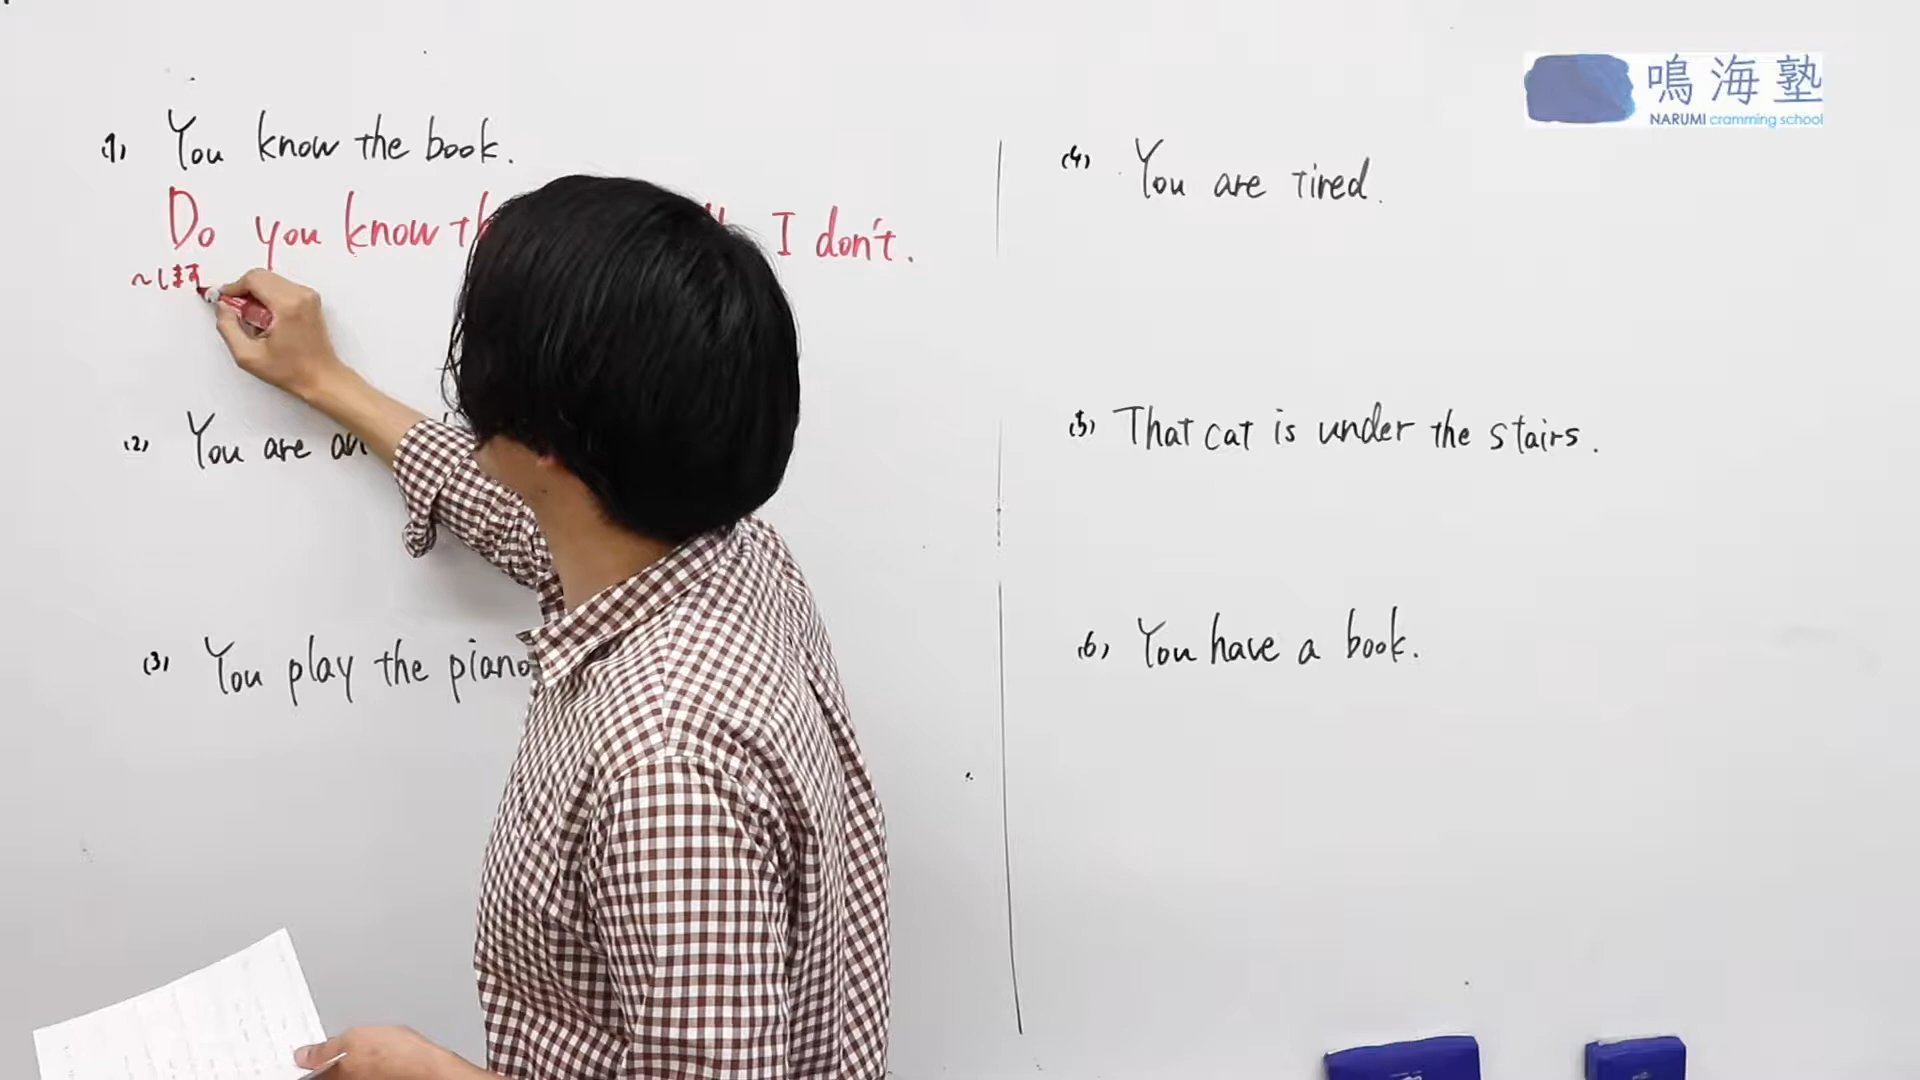 (1) You know the book.
Do you know I don't.
~します
(2) You are an
(3) You play the piano
鳴海塾
NARUMI cramming school
(4) You are tired.
(5) That cat is under the stairs.
(6) You have a book.